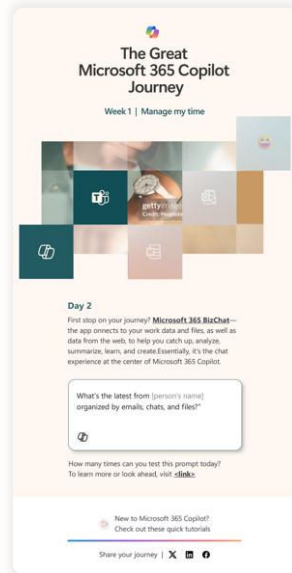 The Great
Microsoft 365 Copilot
Journey
Week 1 | Manage my time
gettyimages
Credit:
Day 2
First stop on your journey? Microsoft 365 BizChat—
the app onnects to your work data and files, as well as
data from the web, to help you catch up, analyze,
summarize, learn, and create.Essentially, it's the chat
experience at the center of Microsoft 365 Copilot.
What's the latest from [person's name]
organized by emails, chats, and files?"
How many times can you test this prompt today?
To learn more or look ahead, visit <link>
New to Microsoft 365 Copilot?
Check out these quick tutorials
Share your journey |